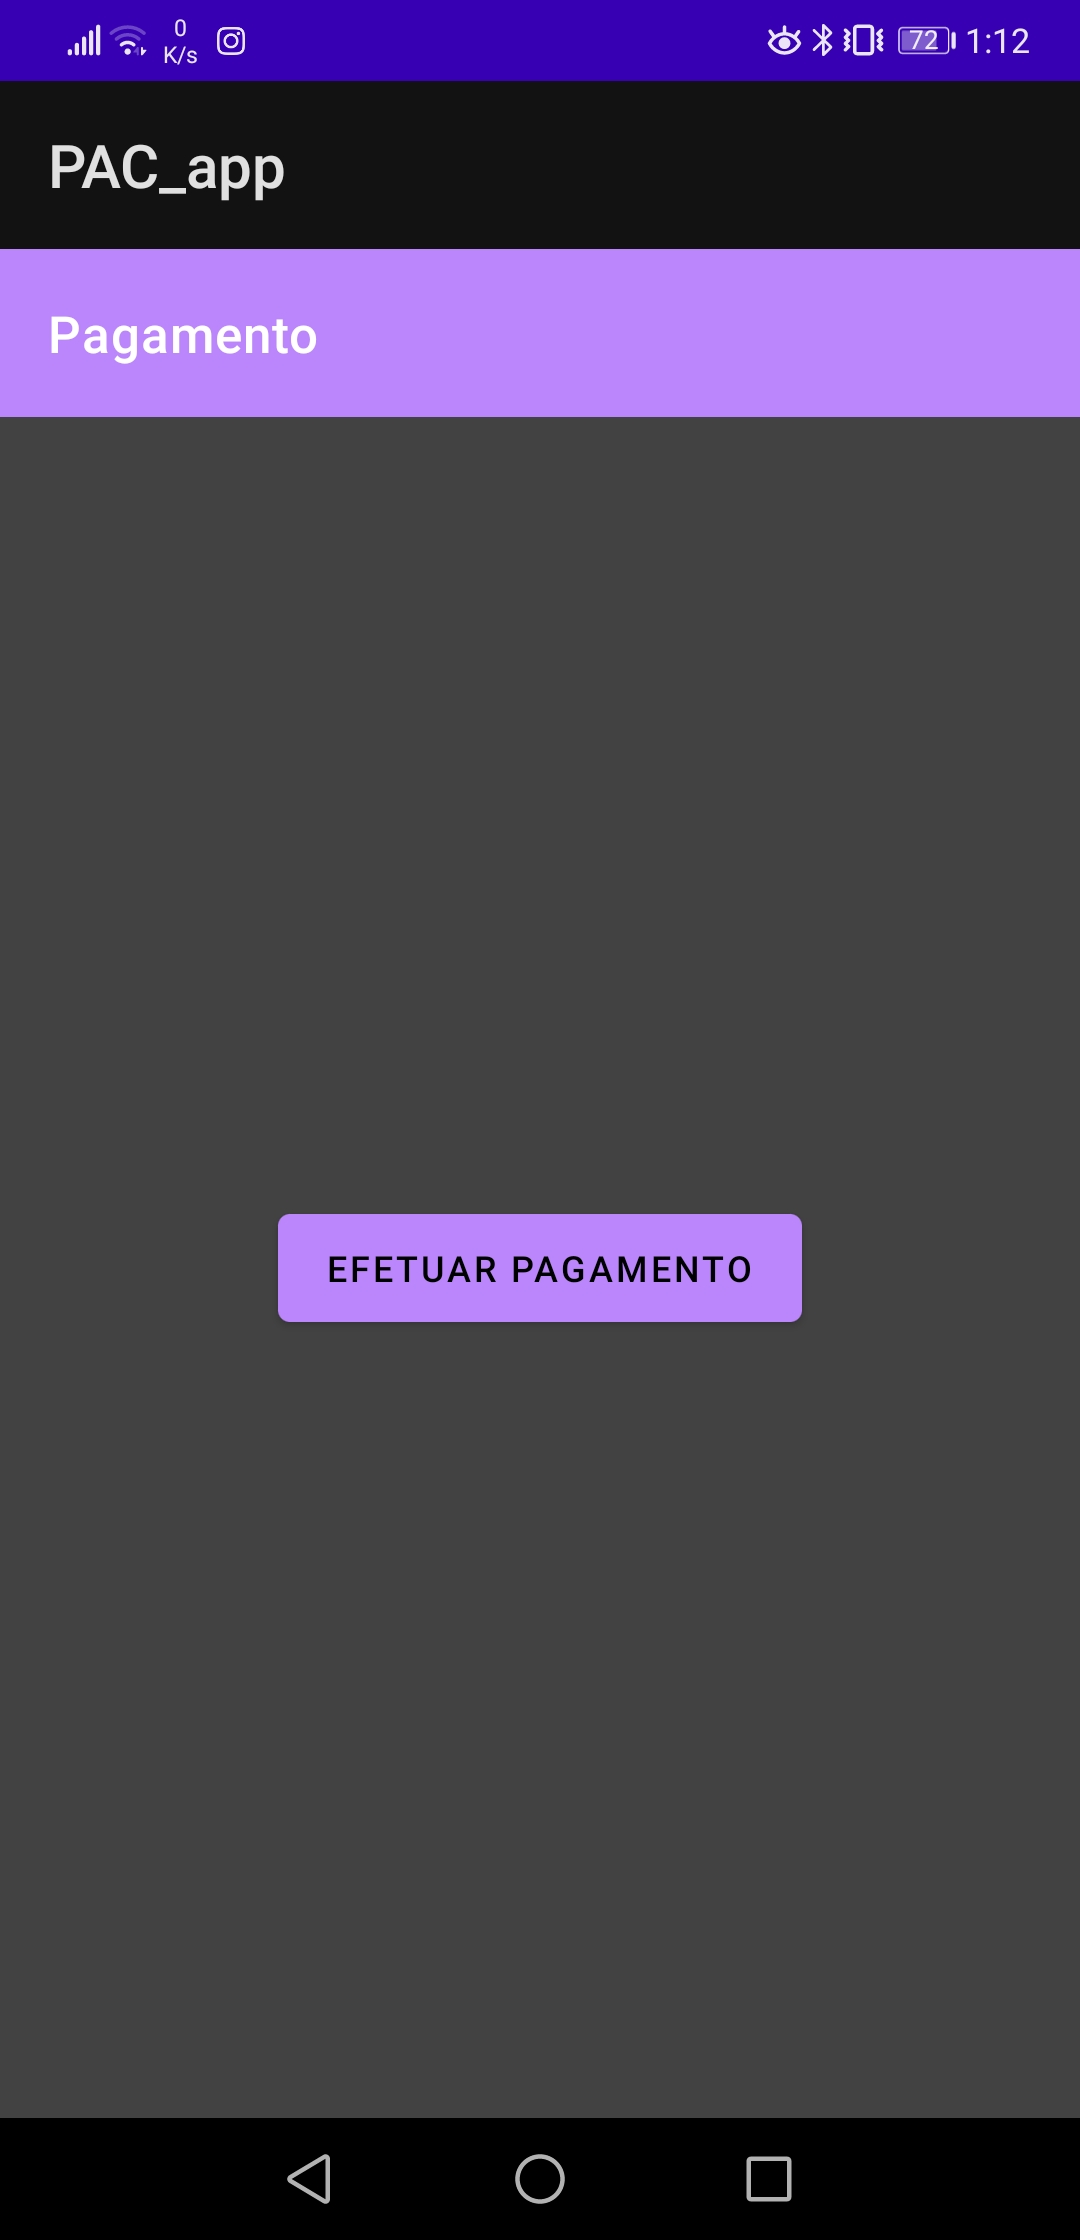 0
K/s
72
1:12
PAC_app
Pagamento
EFETUAR PAGAMENTO